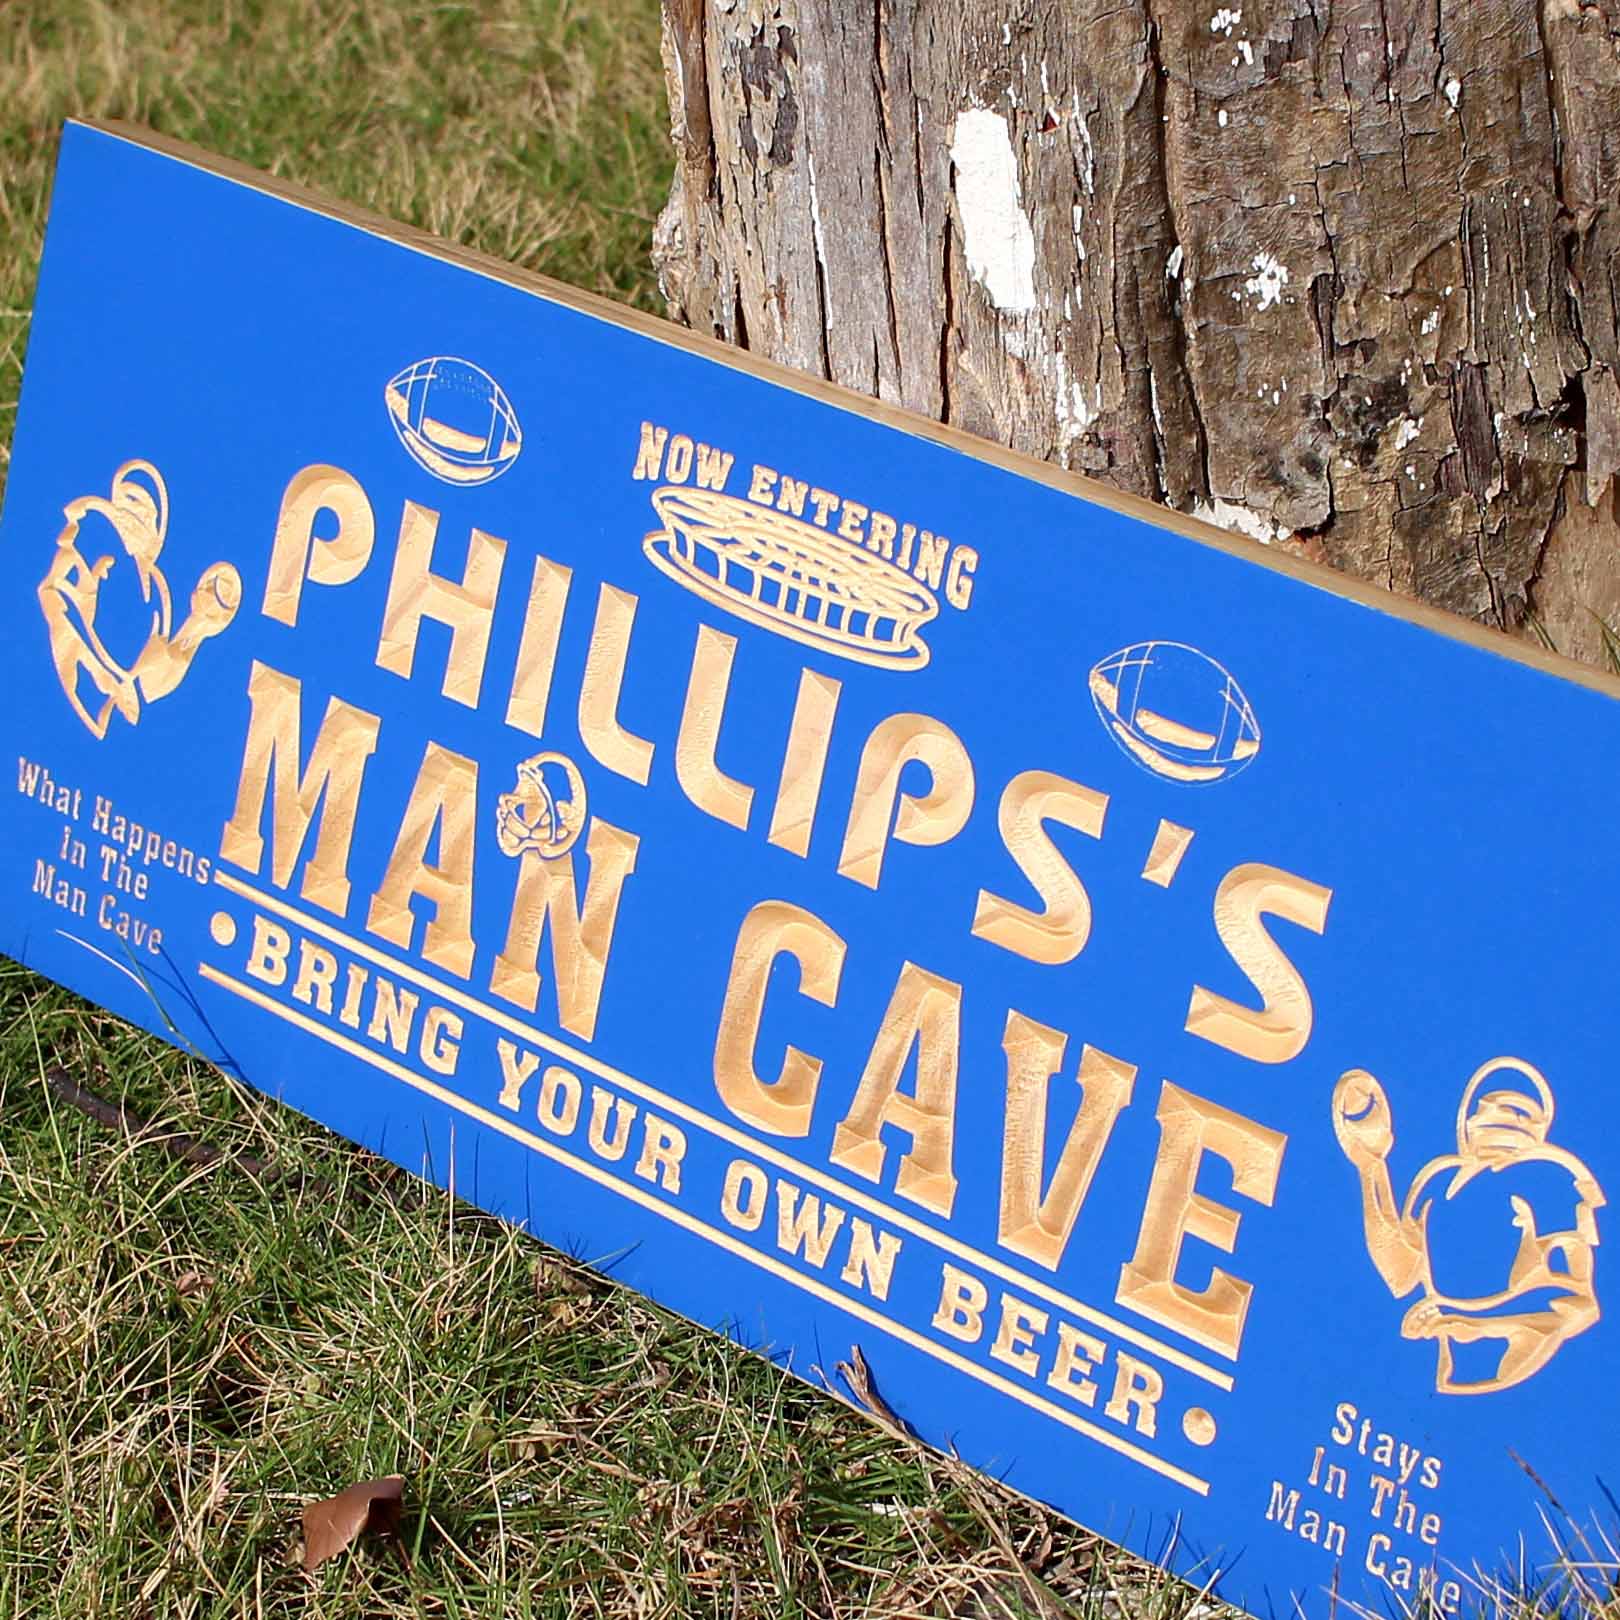 NOW ENTERING
PHILLIPS'S
MAN CAVE
BRING YOUR OWN BEER
What Happens
In The
Man Cave
Stays
In The
Man Cave